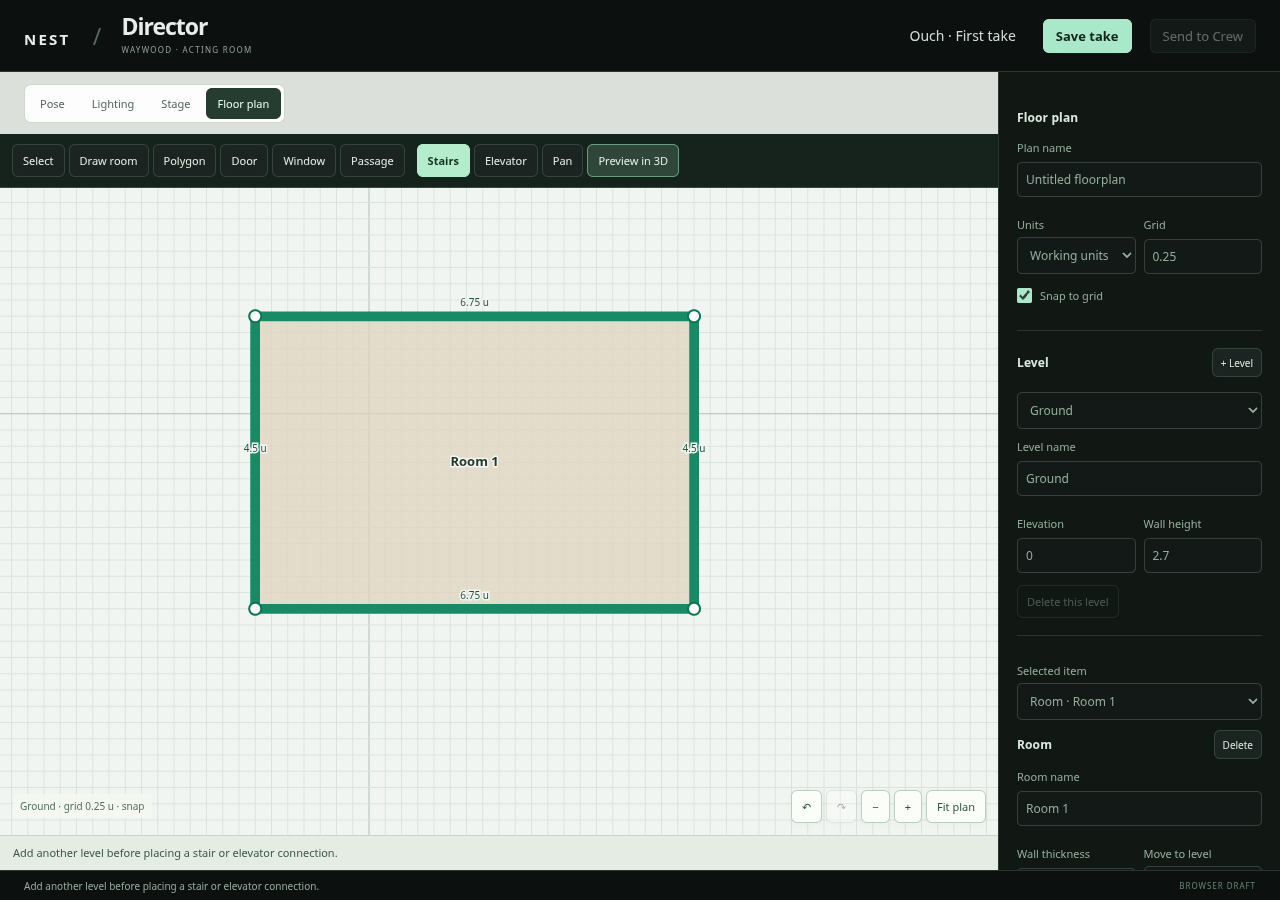 NEST / Director
WAYWOOD · ACTING ROOM
Ouch · First take
Save take
Send to Crew
Pose
Lighting
Stage
Floor plan
Select
Draw room
Polygon
Door
Window
Passage
Stairs
Elevator
Pan
Preview in 3D
6.75 u
4.5 u
4.5 u
Room 1
6.75 u
Ground · grid 0.25 u · snap
↶
↷
−
+
Fit plan
Add another level before placing a stair or elevator connection.
Floor plan
Plan name
Untitled floorplan
Units
Grid
Working units
0.25
Snap to grid
Level
+ Level
Ground
Level name
Ground
Elevation
Wall height
0
2.7
Delete this level
Selected item
Room · Room 1
Room
Delete
Room name
Room 1
Wall thickness
Move to level
Add another level before placing a stair or elevator connection.
BROWSER DRAFT